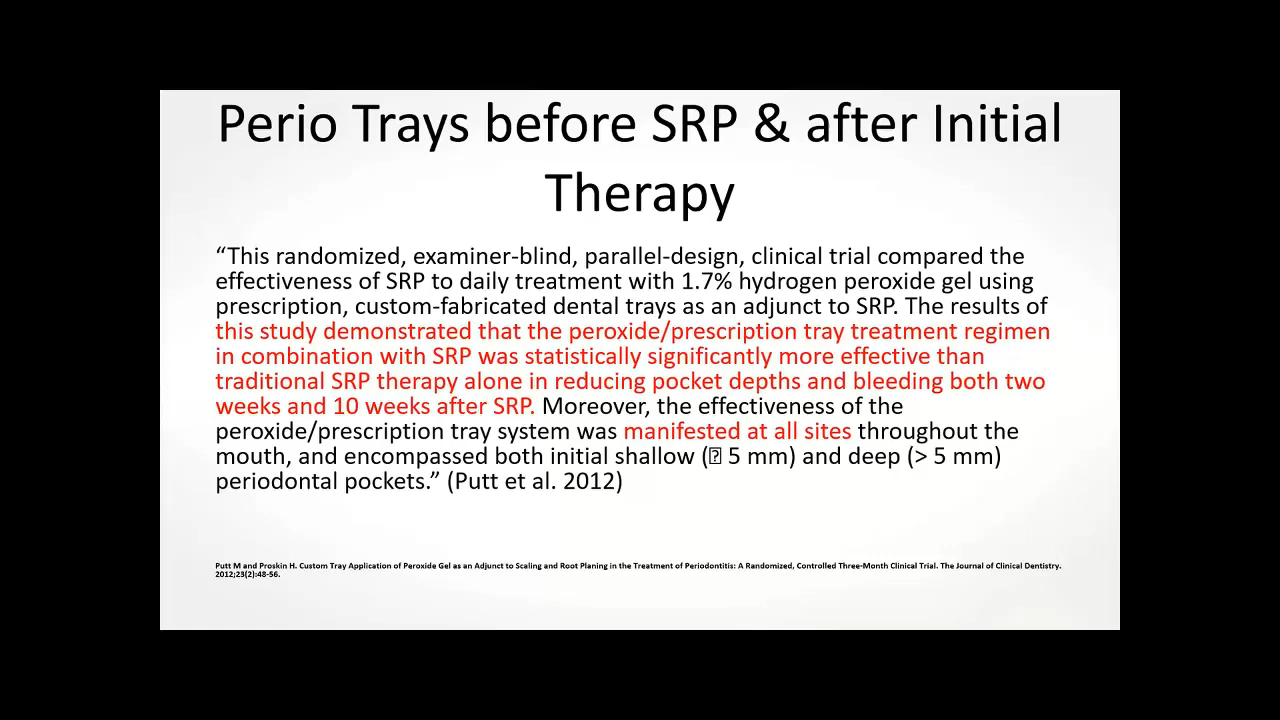 Perio Trays before SRP & after Initial
Therapy
“This randomized, examiner-blind, parallel-design, clinical trial compared the
effectiveness of SRP to daily treatment with 1.7% hydrogen peroxide gel using
prescription, custom-fabricated dental trays as an adjunct to SRP. The results of
this study demonstrated that the peroxide/prescription tray treatment regimen
in combination with SRP was statistically significantly more effective than
traditional SRP therapy alone in reducing pocket depths and bleeding both two
weeks and 10 weeks after SRP. Moreover, the effectiveness of the
peroxide/prescription tray system was manifested at all sites throughout the
mouth, and encompassed both initial shallow (⍰ 5 mm) and deep (> 5 mm)
periodontal pockets.” (Putt et al. 2012)
Putt M and Proskin H. Custom Tray Application of Peroxide Gel as an Adjunct to Scaling and Root Planing in the Treatment of Periodontitis: A Randomized, Controlled Three-Month Clinical Trial. The Journal of Clinical Dentistry.
2012;23(2):48-56.